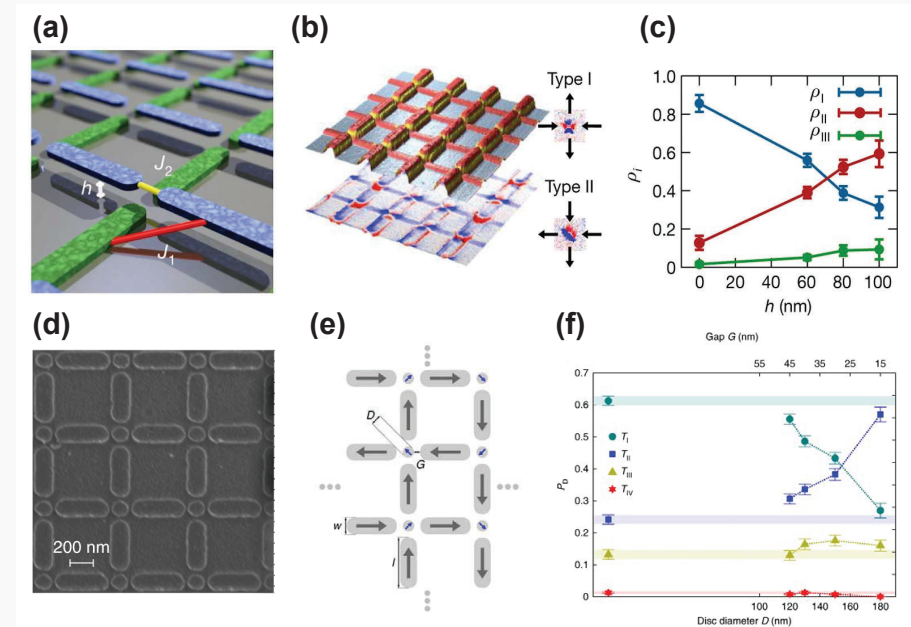 (a)
J2
h
J1
(b)
Type I
Type II
(c)
1.0
0.8
0.6
0.4
0.2
0
ρi
ρI
ρII
ρIII
0 20 40 60 80 100
h (nm)
(d)
200 nm
(e)
D
G
w
l
(f)
Gap G (nm)
55 45 35 25 15
0.7
0.6
0.5
0.4
0.3
0.2
0.1
0
PD
TI
TII
TIII
TIV
100 120 140 160 180
Disc diameter D (nm)